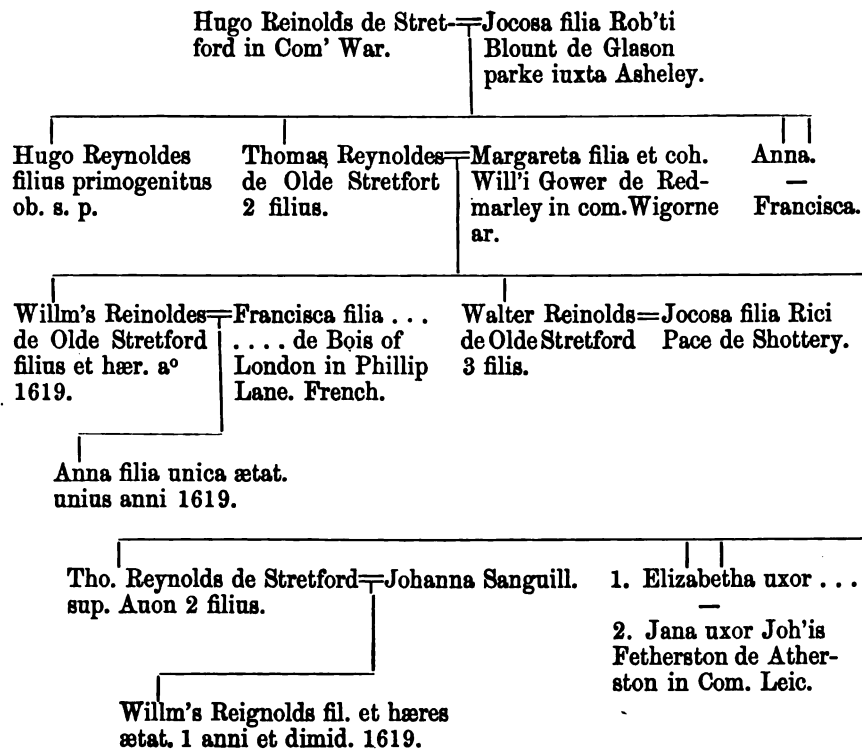 Hugo Reinolds de Stret-
ford in Com' War.
Jocosa filia Rob'ti
Blount de Glason
parke iuxta Asheley.
Hugo Reynoldes
filius primogenitus
ob. s. p.
Thomas Reynoldes
de Olde Stretfort
2 filius.
Margareta filia et coh.
Will'i Gower de Red-
marley in com. Wigorne
ar.
Anna.
—
Francisca.
Willm's Reinoldes
de Olde Stretford
filius et hær. aº
1619.
Francisca filia ...
.... de Bois of
London in Phillip
Lane. French.
Walter Reinolds
de Olde Stretford
3 filis.
Jocosa filia Rici
Pace de Shottery.
Anna filia unica ætat.
unius anni 1619.
Tho. Reynolds de Stretford
sup. Auon 2 filius.
Johanna Sanguill.
1. Elizabetha uxor ...
—
2. Jana uxor Joh'is
Fetherston de Ather-
ston in Com. Leic.
Willm's Reignolds fil. et hæres
ætat. 1 anni et dimid. 1619.